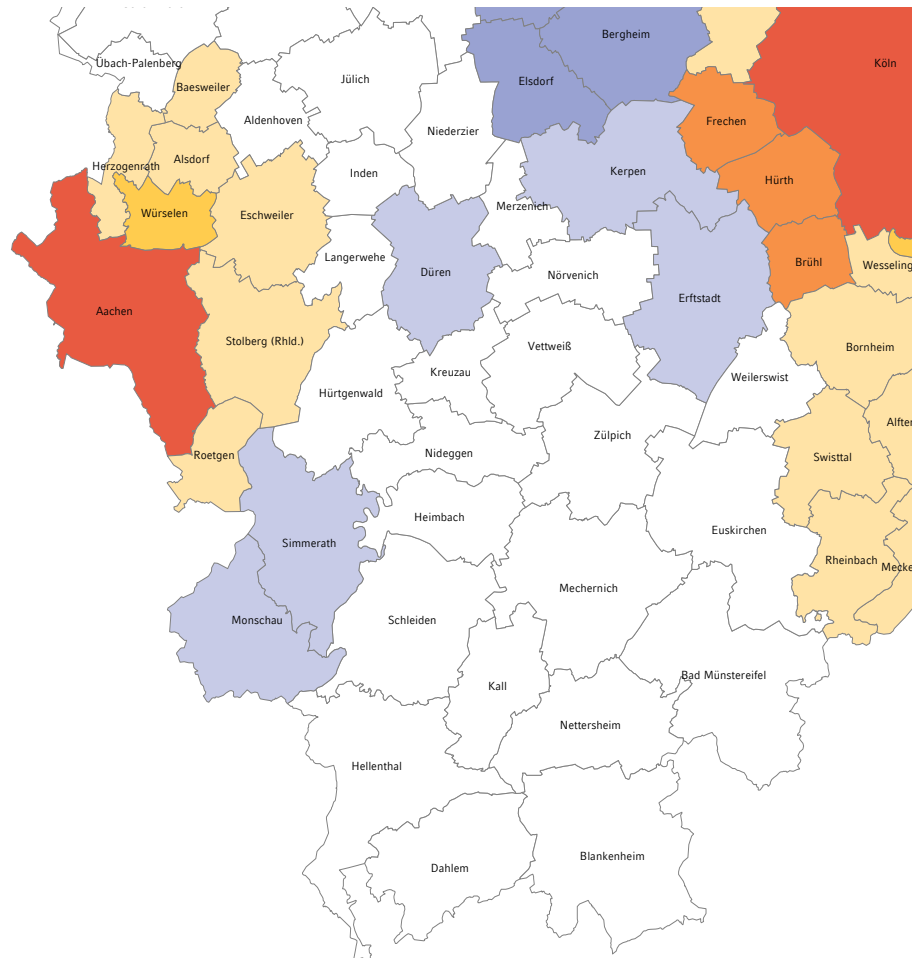 Bergheim
Köln
Übach-Palenberg
Jülich
Elsdorf
Baesweiler
Aldenhoven
Frechen
Niederzier
Alsdorf
Herzogenrath
Inden
Kerpen
Hürth
Würselen
Eschweiler
Merzenich
Langerwehe
Düren
Nörvenich
Brühl
Wesseling
Erftstadt
Aachen
Stolberg (Rhld.)
Vettweiß
Bornheim
Kreuzau
Weilerswist
Hürtgenwald
Alfter
Zülpich
Roetgen
Nideggen
Swisttal
Heimbach
Euskirchen
Simmerath
Rheinbach
Mecke
Mechernich
Monschau
Schleiden
Bad Münstereifel
Kall
Nettersheim
Hellenthal
Blankenheim
Dahlem